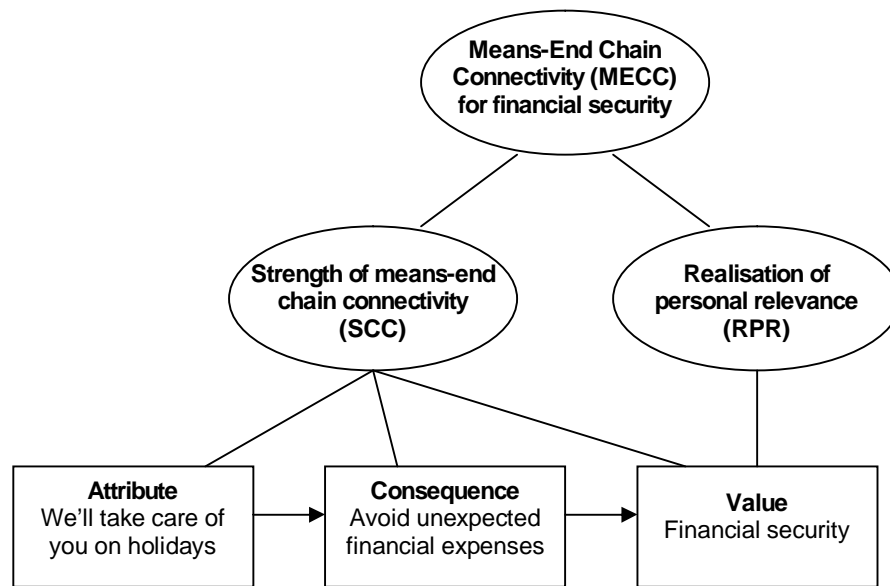 Means-End Chain
Connectivity (MECC)
for financial security
Strength of means-end
chain connectivity
(SCC)
Realisation of
personal relevance
(RPR)
Attribute
We'll take care of
you on holidays
Consequence
Avoid unexpected
financial expenses
Value
Financial security